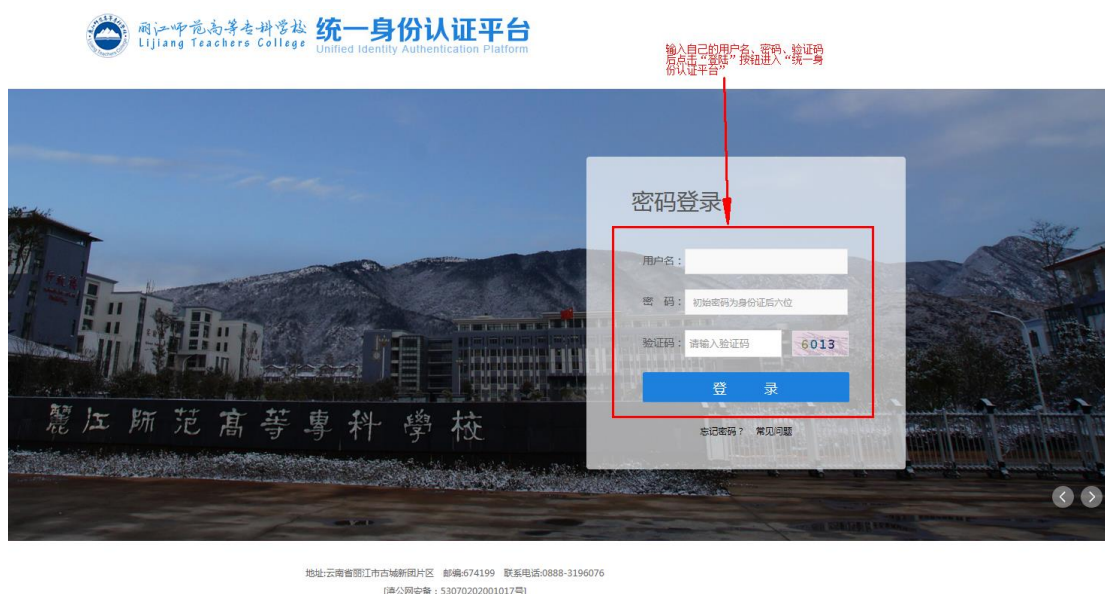 丽江师范高等专科学校 统一身份认证平台
Lijiang Teachers College Unified Identity Authentication Platform
输入自己的用户名、密码、验证码
后点击“登陆”按钮进入“统一身
份认证平台”
密码登录
用户名：
密 码： 初始密码为身份证后六位
验证码： 请输入验证码 6013
登 录
忘记密码？ 常见问题
麗江师范高等專科學校
地址:云南省丽江市古城新团片区 邮编:674199 联系电话:0888-3196076
[滇公网安备：53070202001017号]